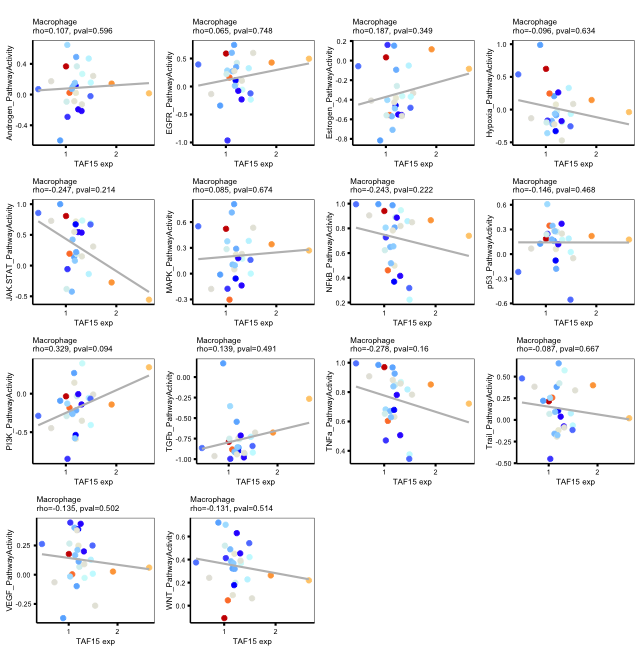 Macrophage
rho=0.107, pval=0.596
Androgen_PathwayActivity
0.4
0.0
-0.4
1
2
TAF15 exp
Macrophage
rho=0.065, pval=0.748
EGFR_PathwayActivity
0.5
0.0
-0.5
-1.0
1
2
TAF15 exp
Macrophage
rho=0.187, pval=0.349
Estrogen_PathwayActivity
0.2
0.0
-0.2
-0.4
-0.6
-0.8
1
2
TAF15 exp
Macrophage
rho=-0.096, pval=0.634
Hypoxia_PathwayActivity
1.0
0.5
0.0
-0.5
1
2
TAF15 exp
Macrophage
rho=-0.247, pval=0.214
JAK.STAT_PathwayActivity
1.0
0.5
0.0
-0.5
1
2
TAF15 exp
Macrophage
rho=0.085, pval=0.674
MAPK_PathwayActivity
0.6
0.3
0.0
-0.3
1
2
TAF15 exp
Macrophage
rho=-0.243, pval=0.222
NFkB_PathwayActivity
1.0
0.8
0.6
0.4
0.2
1
2
TAF15 exp
Macrophage
rho=-0.146, pval=0.468
p53_PathwayActivity
0.6
0.3
0.0
-0.3
-0.6
1
2
TAF15 exp
Macrophage
rho=0.329, pval=0.094
PI3K_PathwayActivity
0.0
-0.5
1
2
TAF15 exp
Macrophage
rho=0.139, pval=0.491
TGFb_PathwayActivity
0.00
-0.25
-0.50
-0.75
-1.00
1
2
TAF15 exp
Macrophage
rho=-0.278, pval=0.16
TNFa_PathwayActivity
1.0
0.8
0.6
0.4
1
2
TAF15 exp
Macrophage
rho=-0.087, pval=0.667
Trail_PathwayActivity
0.50
0.25
0.00
-0.25
-0.50
1
2
TAF15 exp
Macrophage
rho=-0.135, pval=0.502
VEGF_PathwayActivity
0.25
0.00
-0.25
1
2
TAF15 exp
Macrophage
rho=-0.131, pval=0.514
WNT_PathwayActivity
0.6
0.4
0.2
0.0
1
2
TAF15 exp